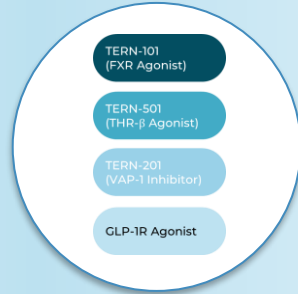 TERN-101
(FXR Agonist)
TERN-501
(THR-β Agonist)
TERN-201
(VAP-1 Inhibitor)
GLP-1R Agonist